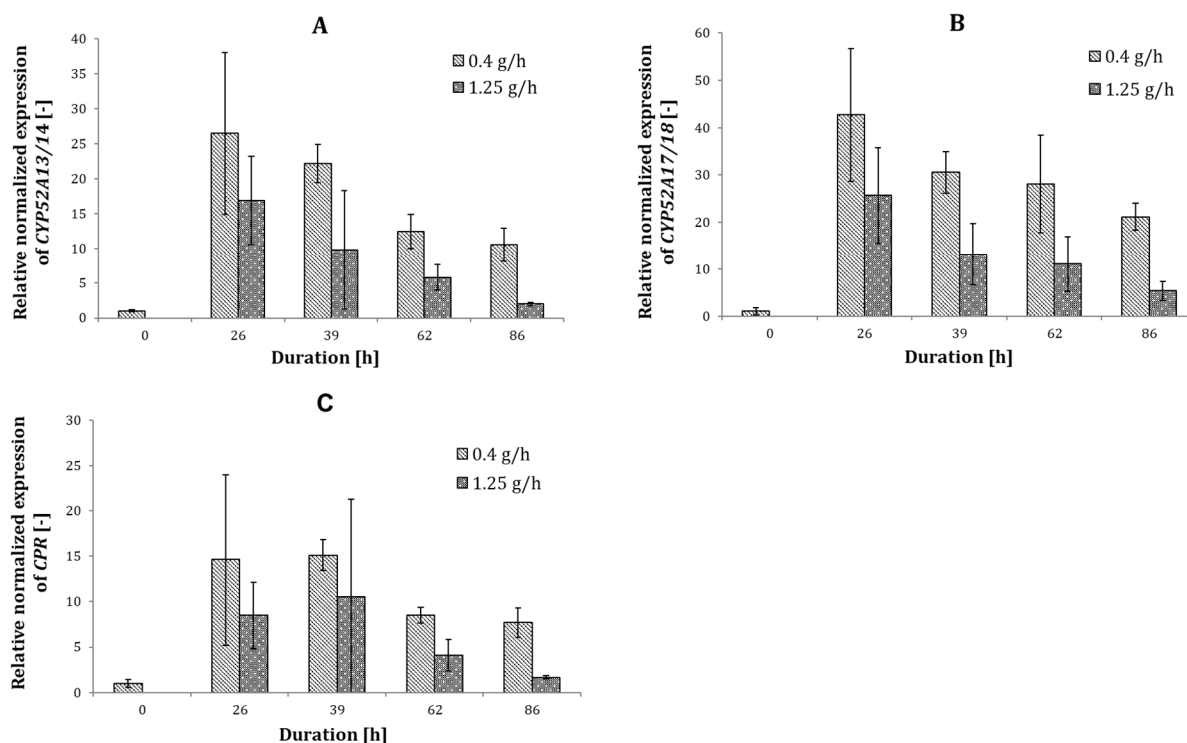 A
Relative normalized expression
of CYP52A13/14 [-]
40
35
30
25
20
15
10
5
0
0.4 g/h
1.25 g/h
0
26
39
62
86
Duration [h]
B
Relative normalized expression
of CYP52A17/18 [-]
60
50
40
30
20
10
0
0.4 g/h
1.25 g/h
0
26
39
62
86
Duration [h]
C
Relative normalized expression
of CPR [-]
30
25
20
15
10
5
0
0.4 g/h
1.25 g/h
0
26
39
62
86
Duration [h]